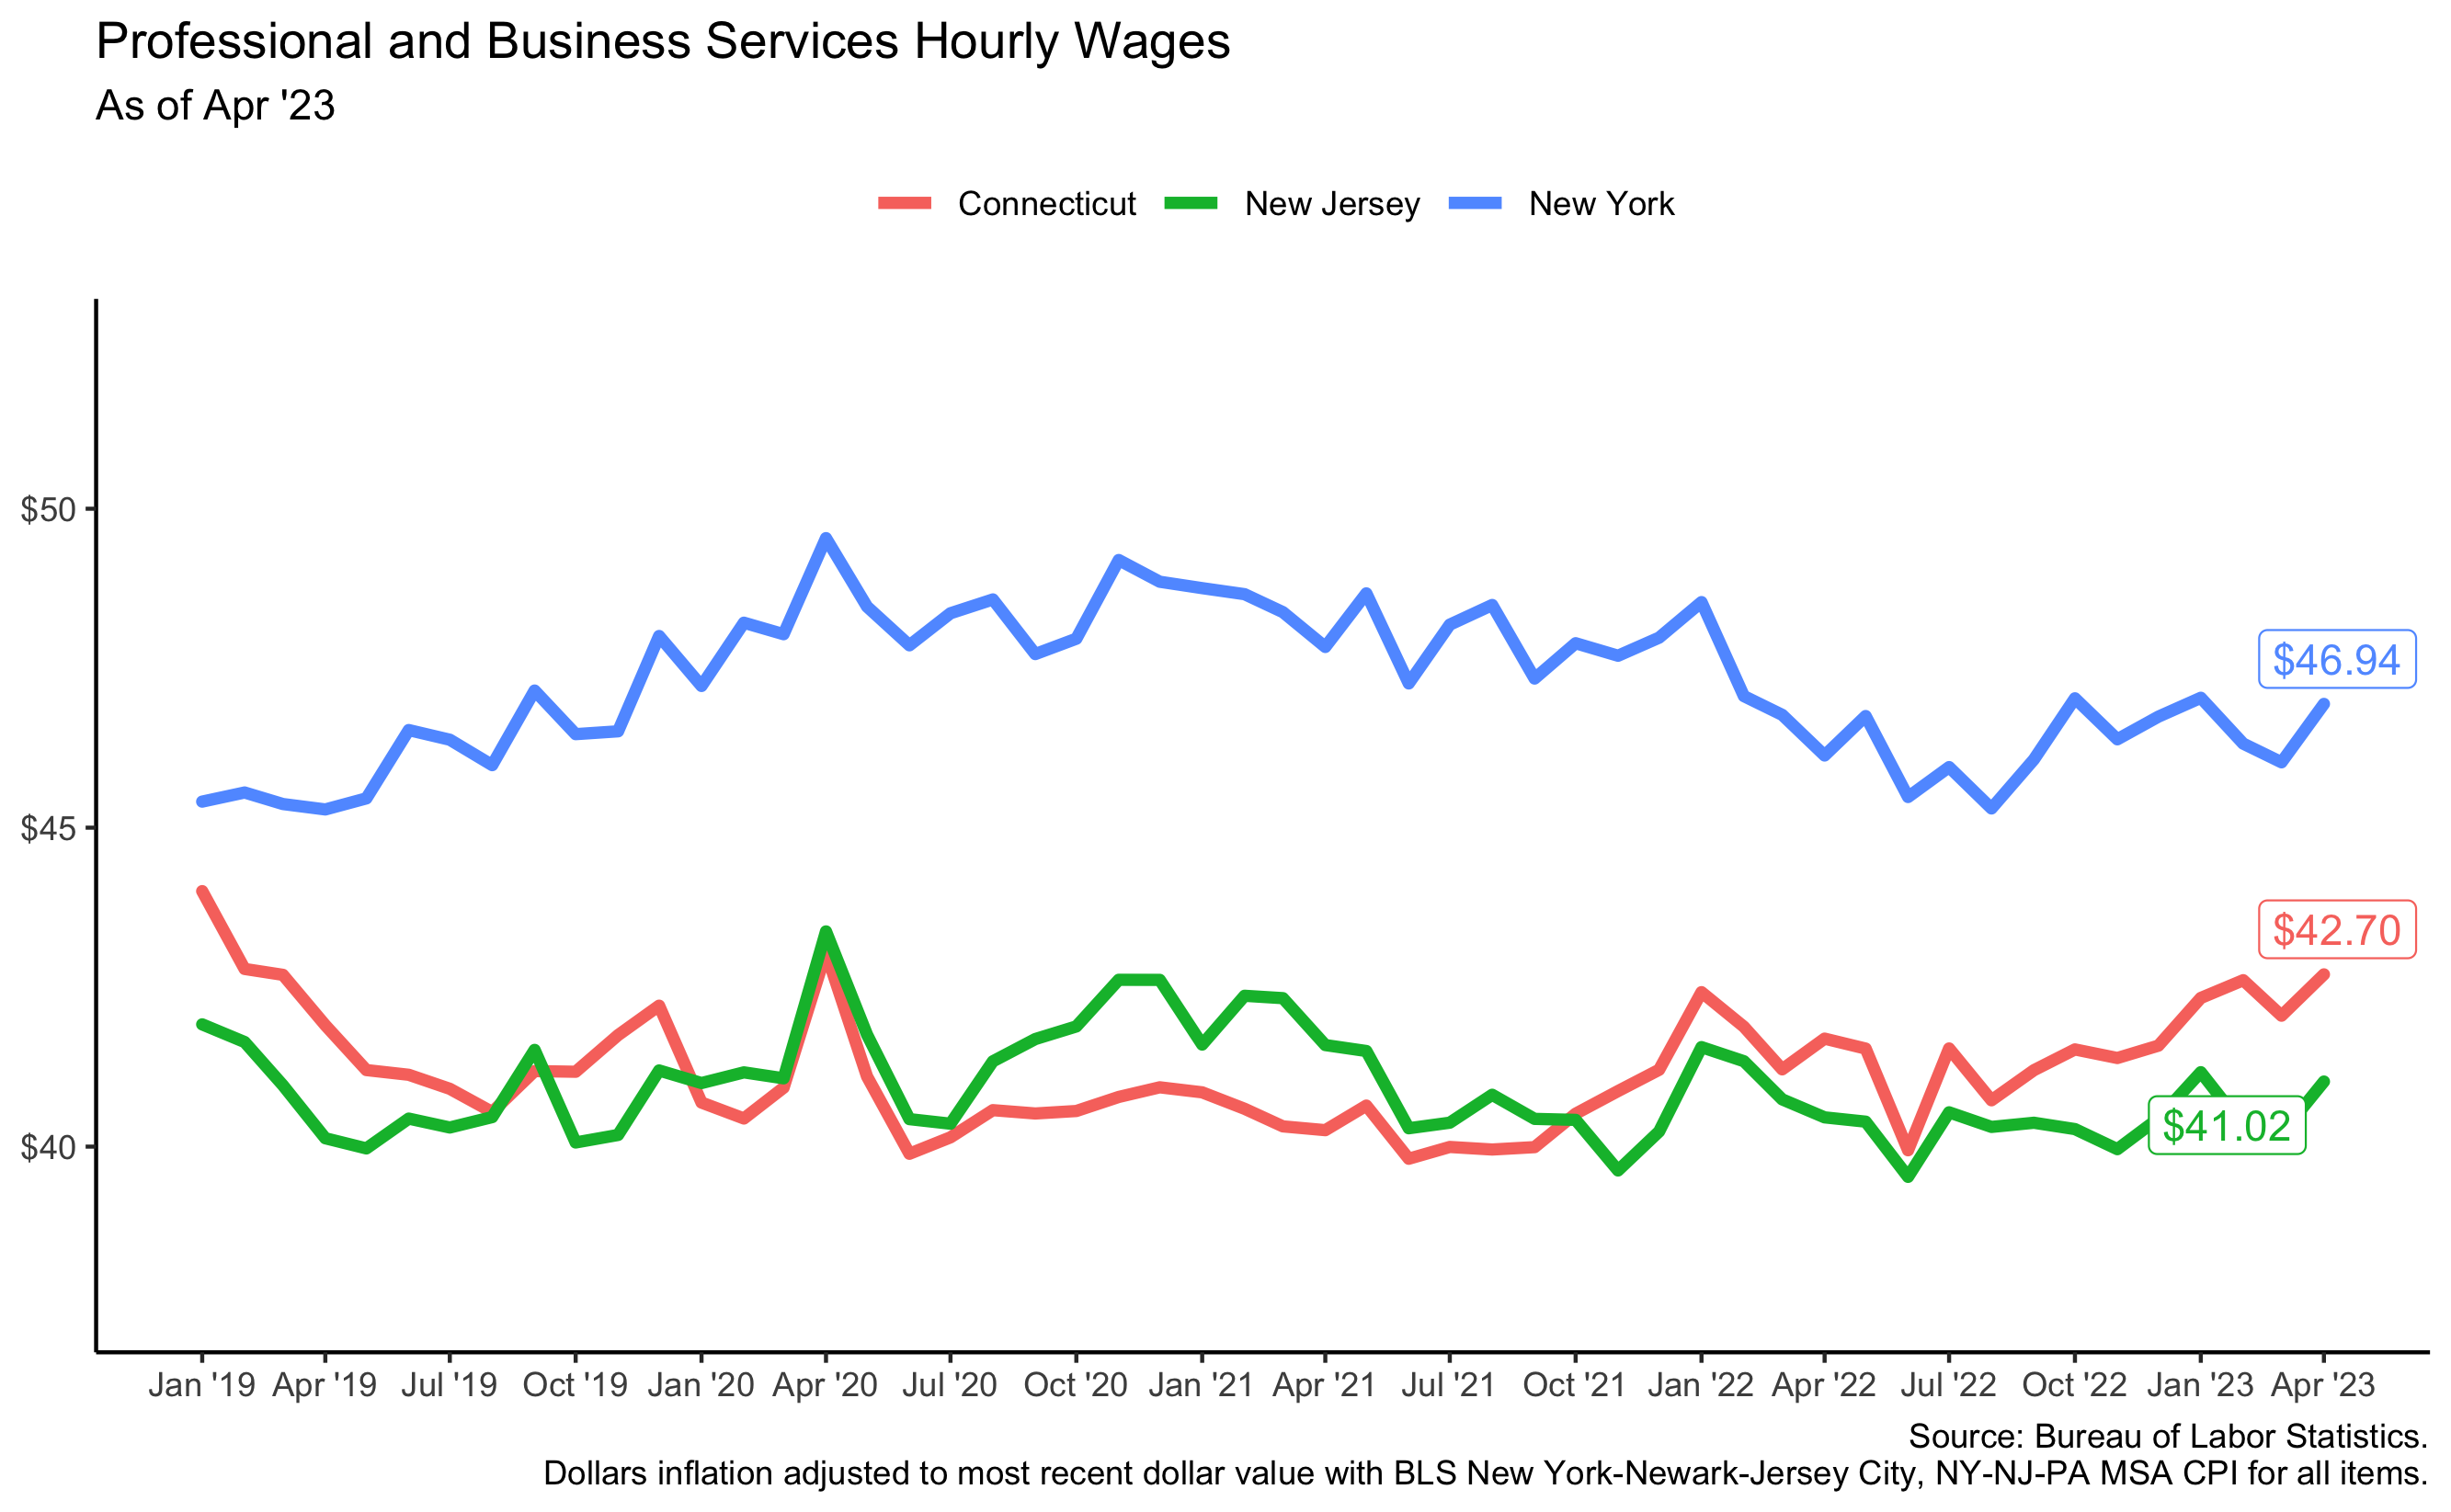 Professional and Business Services Hourly Wages
As of Apr '23
Connecticut New Jersey New York
$50
$45
$40
$46.94
$42.70
$41.02
Jan '19 Apr '19 Jul '19 Oct '19 Jan '20 Apr '20 Jul '20 Oct '20 Jan '21 Apr '21 Jul '21 Oct '21 Jan '22 Apr '22 Jul '22 Oct '22 Jan '23 Apr '23
Source: Bureau of Labor Statistics.
Dollars inflation adjusted to most recent dollar value with BLS New York-Newark-Jersey City, NY-NJ-PA MSA CPI for all items.